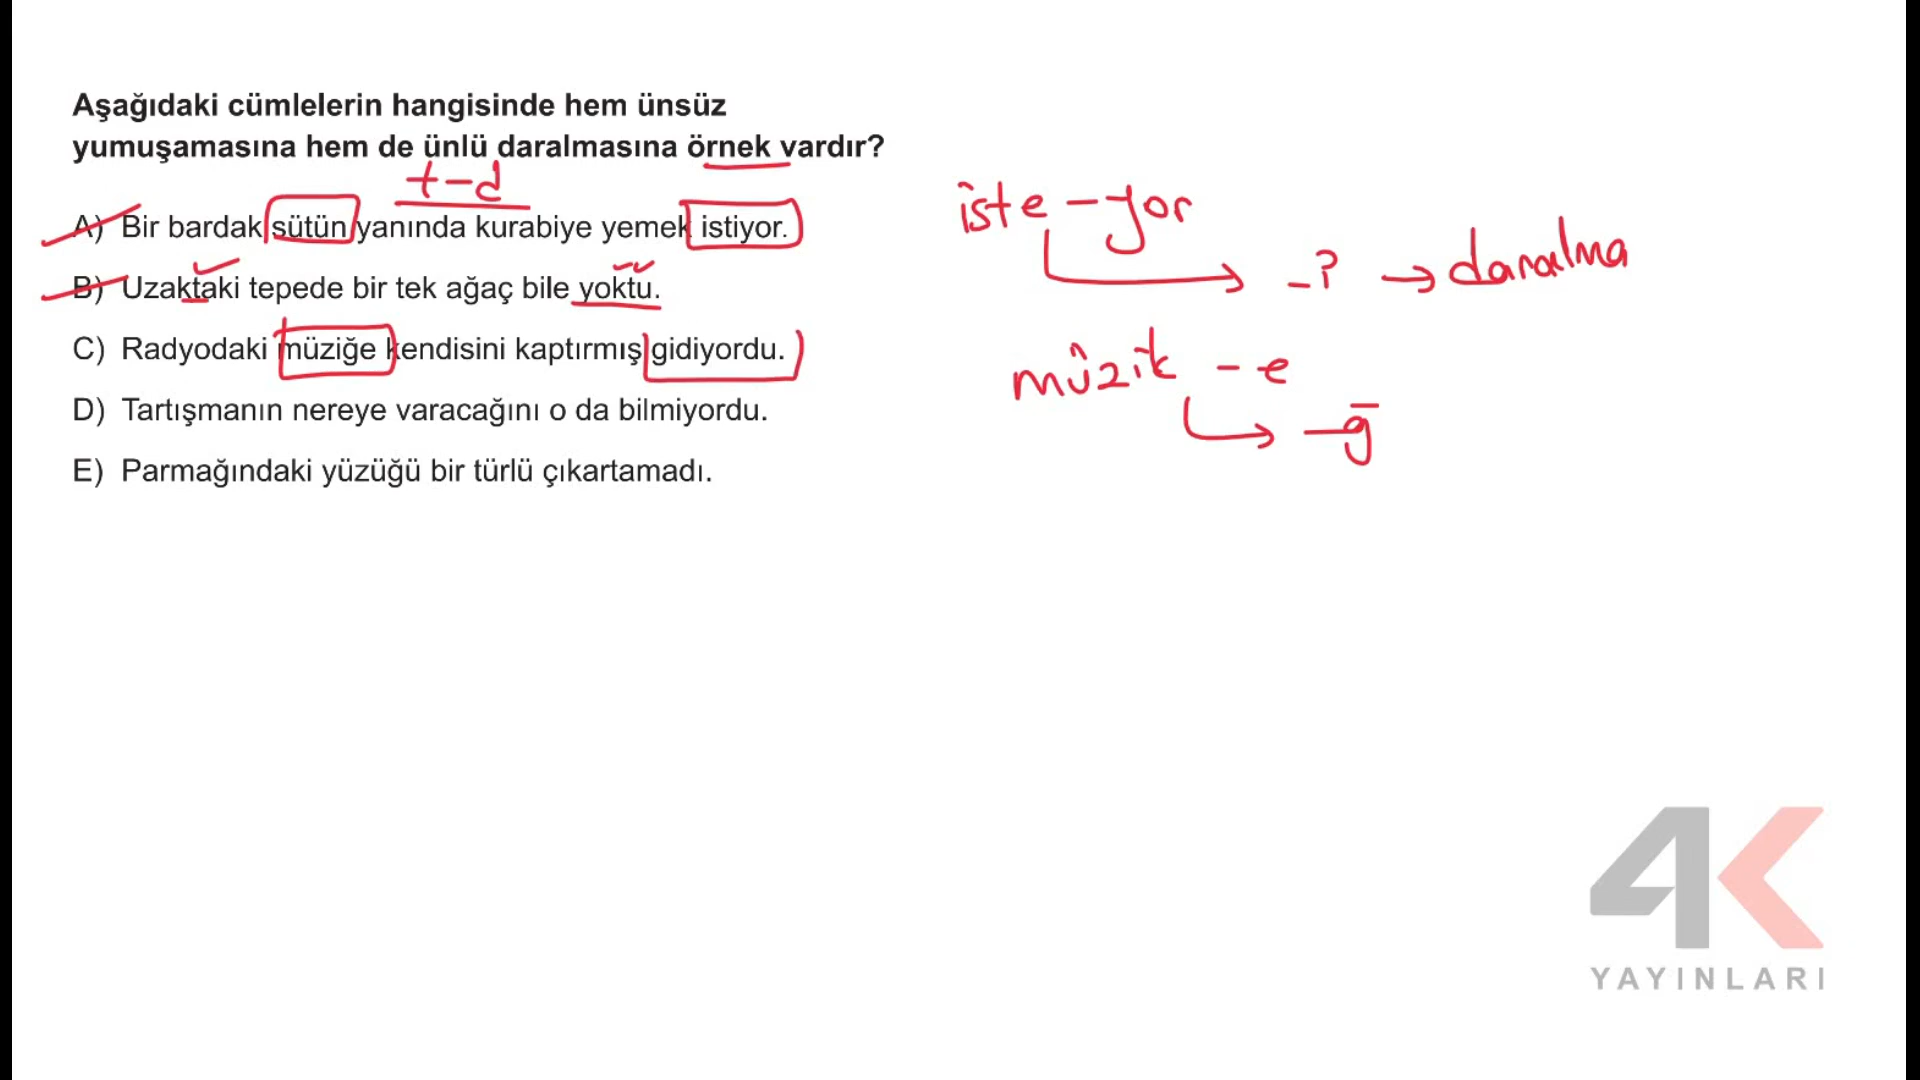 Aşağıdaki cümlelerin hangisinde hem ünsüz
yumuşamasına hem de ünlü daralmasına örnek vardır?
t-d
A) Bir bardak sütün yanında kurabiye yemek istiyor.
B) Uzaktaki tepede bir tek ağaç bile yoktu.
C) Radyodaki müziğe kendisini kaptırmış gidiyordu.
D) Tartışmanın nereye varacağını o da bilmiyordu.
E) Parmağındaki yüzüğü bir türlü çıkartamadı.
iste -yor
-i → daralma
müzik -e
-ğ
4K
YAYINLARI